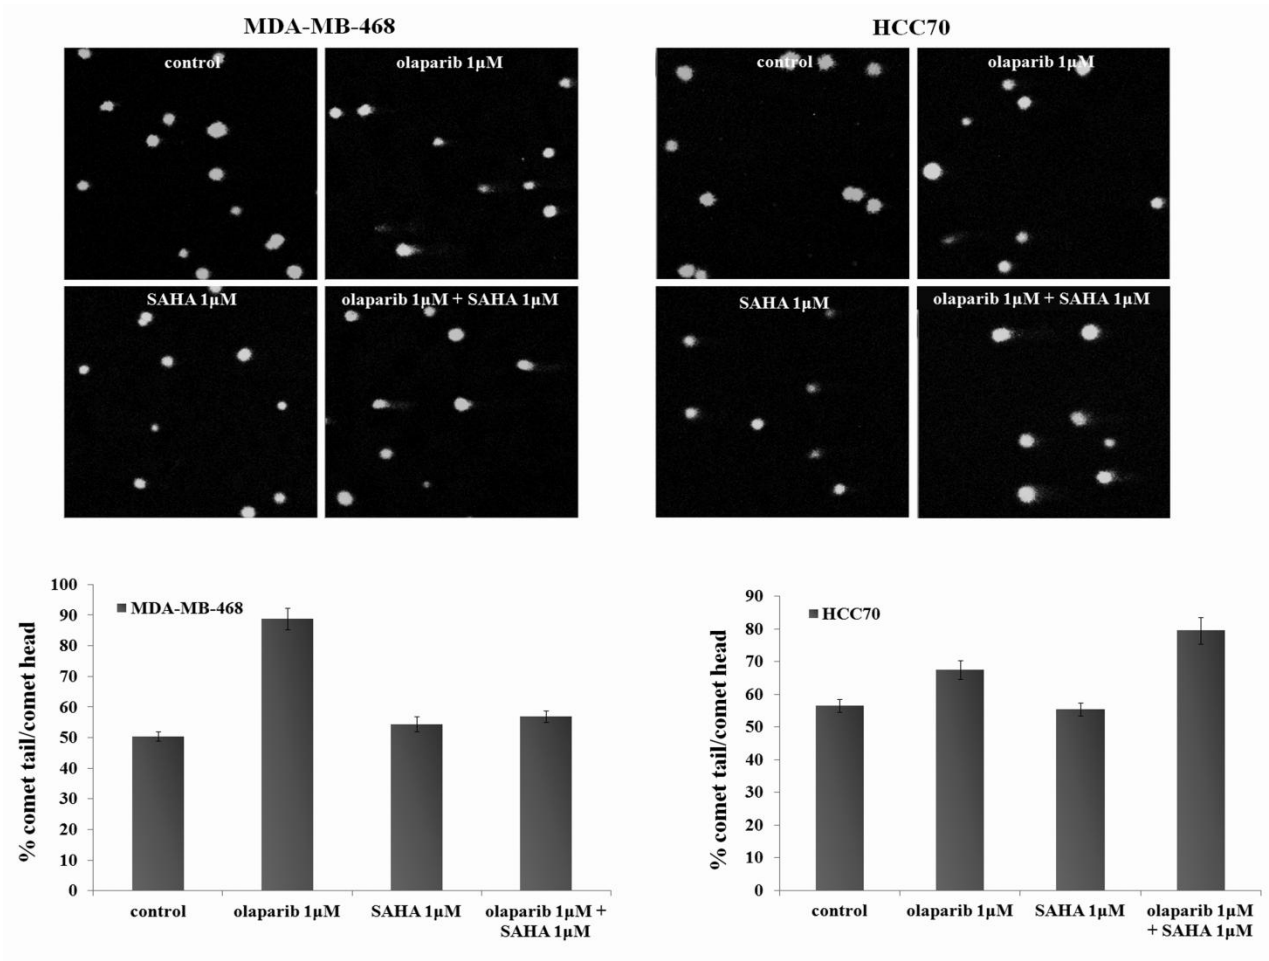 MDA-MB-468
HCC70
control
olaparib 1µM
control
olaparib 1µM
SAHA 1µM
olaparib 1µM + SAHA 1µM
SAHA 1µM
olaparib 1µM + SAHA 1µM
% comet tail/comet head
100
90
80
70
60
50
40
30
20
10
0
MDA-MB-468
control
olaparib 1µM
SAHA 1µM
olaparib 1µM +
SAHA 1µM
% comet tail/comet head
90
80
70
60
50
40
30
20
10
0
HCC70
control
olaparib 1µM
SAHA 1µM
olaparib 1µM
+ SAHA 1µM